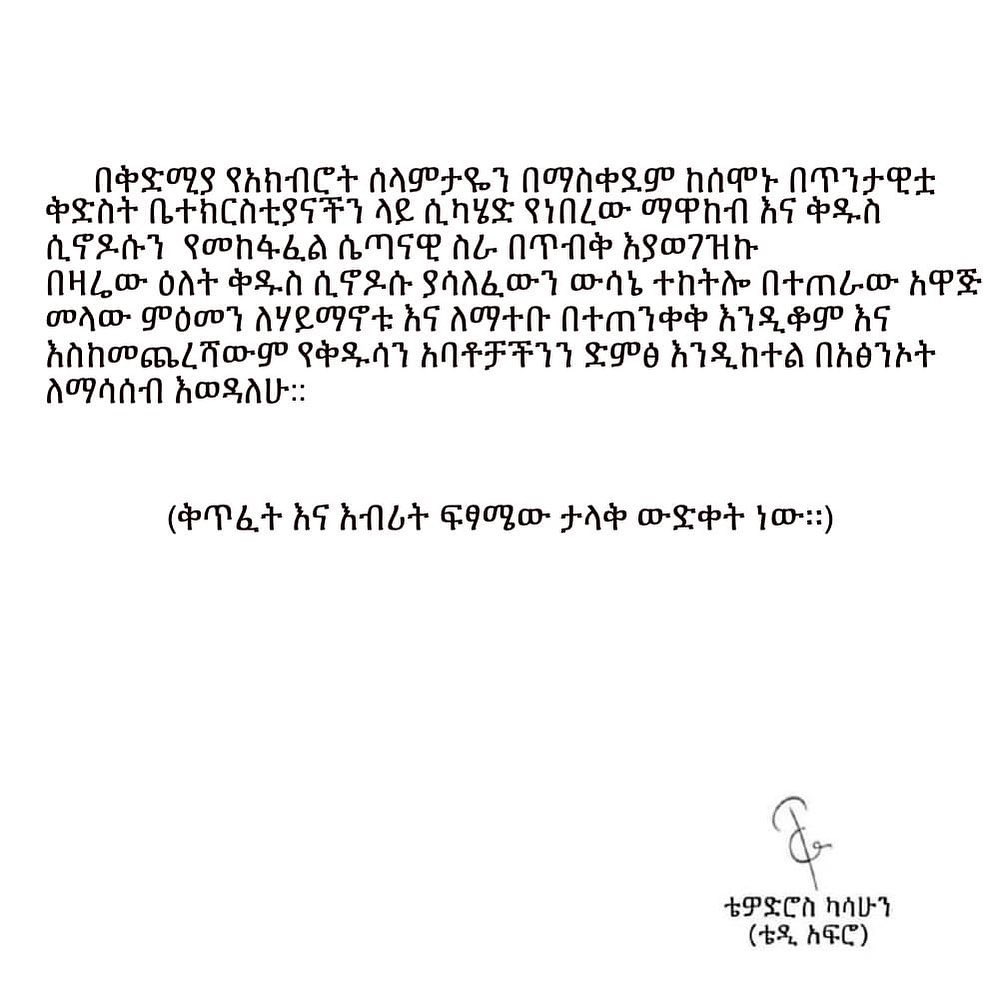 በቅድሚያ የአክብሮት ሰላምታዬን በማስቀደም ከሰሞኑ በጥንታዊቷ
ቅድስት ቤተክርስቲያናችን ላይ ሲካሄድ የነበረው ማዋከብ እና ቅዱስ
ሲኖዶሱን የመከፋፈል ሴጣናዊ ስራ በጥብቅ እያወገዝኩ
በዛሬው ዕለት ቅዱስ ሲኖዶሱ ያሳለፈውን ውሳኔ ተከትሎ በተጠራው አዋጅ
መላው ምዕመን ለሃይማኖቱ እና ለማተቡ በተጠንቀቅ እንዲቆም እና
እስከመጨረሻውም የቅዱሳን አባቶቻችንን ድምፅ እንዲከተል በአፅንኦት
ለማሳሰብ እወዳለሁ::
(ቅጥፈት እና እብሪት ፍፃሜው ታላቅ ውድቀት ነው።)
ቴዎድሮስ ካሳሁን
(ቴዲ አፍሮ)